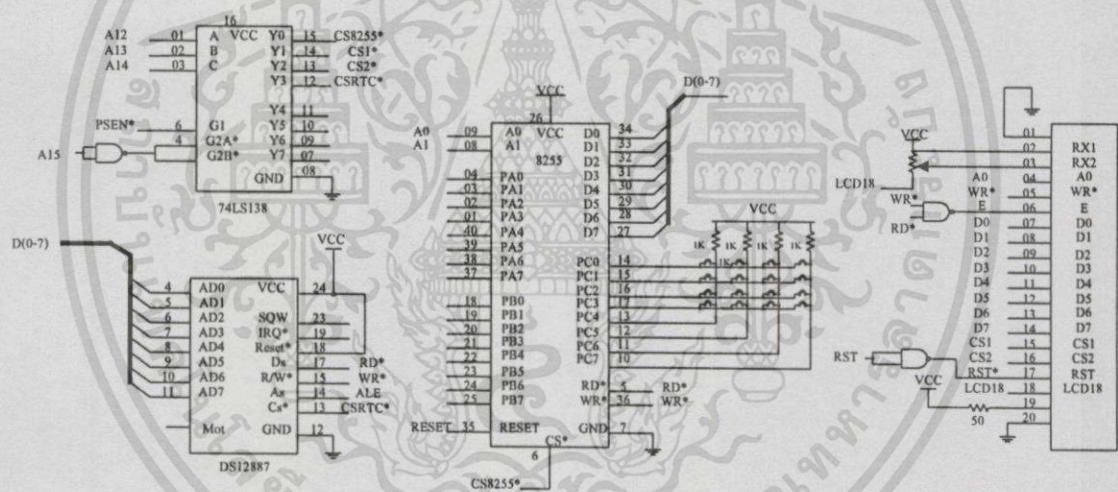 16
A12 01 A VCC Y0 15 CS8255*
A13 02 B Y1 14 CS1*
A14 03 C Y2 13 CS2*
Y3 12 CSRTC*
Y4 11
PSEN* 6 G1 Y5 10
4 G2A* Y6 09
A15 G2B* Y7 07
GND 08
74LS138
D(0-7)
VCC
4 AD0 VCC 24
5 AD1
6 AD2 SQW 23
7 AD3 IRQ* 19
8 AD4 Reset* 18
9 AD5 Ds 17 RD*
10 AD6 R/W* 15 WR*
11 AD7 As 14 ALE
Cs* 13 CSRTC*
Mot GND 12
DS12887
VCC
D(0-7)
26
A0 09 A0 VCC D0 34
A1 08 A1 D1 33
8255 D2 32
04 PA0 D3 31
03 PA1 D4 30
02 PA2 D5 29
01 PA3 D6 28
40 PA4 D7 27
39 PA5
38 PA6
37 PA7
VCC
1K 1K 1K 1K
PC0 14
PC1 15
PC2 16
18 PB0 PC3 17
19 PB1 PC4 13
20 PB2 PC5 12
21 PB3 PC6 11
22 PB4 PC7 10
23 PB5
24 PB6 RD* 5 RD*
25 PB7 WR* 36 WR*
RESET 35 RESET GND 7
CS*
6
CS8255*
01
VCC 02 RX1
03 RX2
LCD18 A0 04 A0
WR* 05 WR*
WR* E 06 E
RD* D0 07 D0
D1 08 D1
D2 09 D2
D3 10 D3
D4 11 D4
D5 12 D5
D6 13 D6
D7 14 D7
CS1 15 CS1
RST CS2 16 CS2
RST* 17 RST
VCC LCD18 18 LCD18
19
50 20